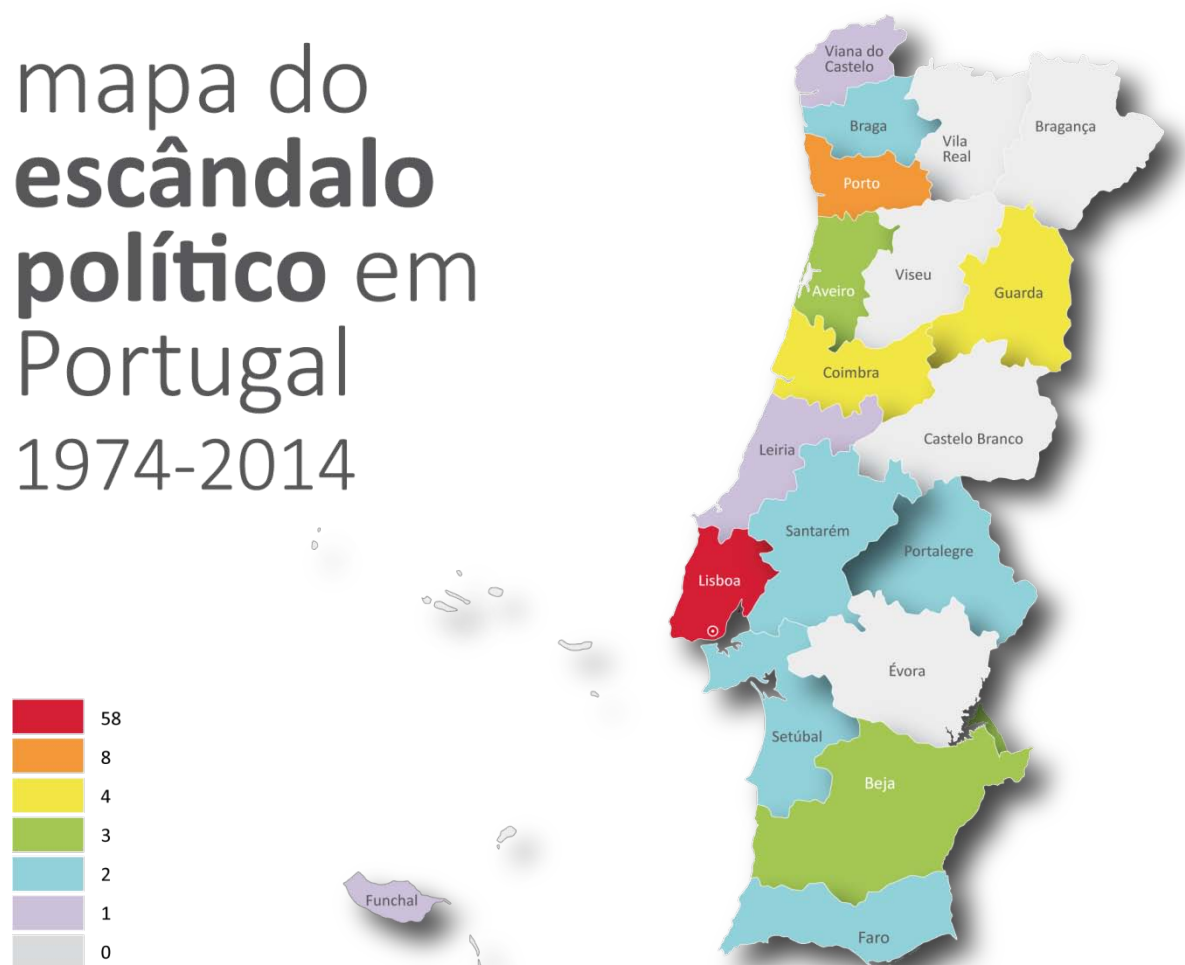 mapa do
escândalo
político em
Portugal
1974-2014
Viana do
Castelo
Braga
Vila
Real
Bragança
Porto
Aveiro
Viseu
Guarda
Coimbra
Castelo Branco
Leiria
Santarém
Portalegre
Lisboa
Évora
Setúbal
Beja
Faro
Funchal
58
8
4
3
2
1
0